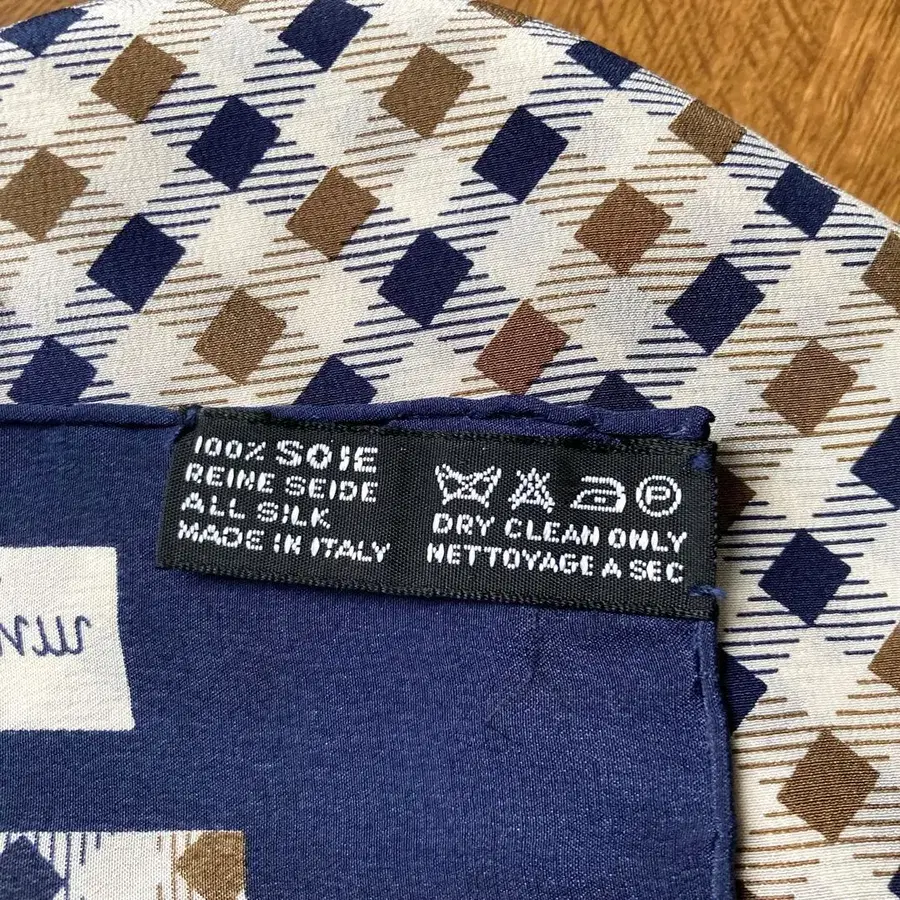 100% SOIE
REINE SEIDE
ALL SILK
MADE IN ITALY
P
DRY CLEAN ONLY
NETTOYAGE A SEC